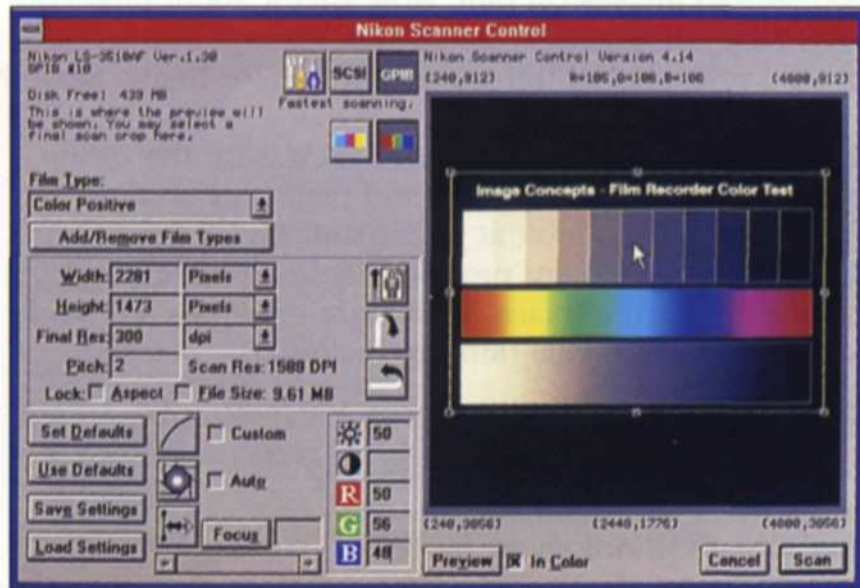 Nikon Scanner Control
Nikon LS-3510AF Ver.1.30
GPIB #10
Disk Free: 439 MB
This is where the preview will
be shown. You may select a
final scan crop here.
SCSI GPIB
Fastest scanning.
Film Type:
Color Positive
Add/Remove Film Types
Width: 2281 Pixels
Height: 1473 Pixels
Final Res: 300 dpi
Pitch: 2 Scan Res: 1588 DPI
Lock: Aspect File Size: 9.61 MB
Set Defaults Custom
Use Defaults Auto
Save Settings
Load Settings Focus
50
R 50
G 56
B 48
Nikon Scanner Control Version 4.14
(240,912) R=105,G=106,B=106 (4800,912)
Image Concepts - Film Recorder Color Test
(240,3056) (2440,1776) (4800,3056)
Preview In Color Cancel Scan